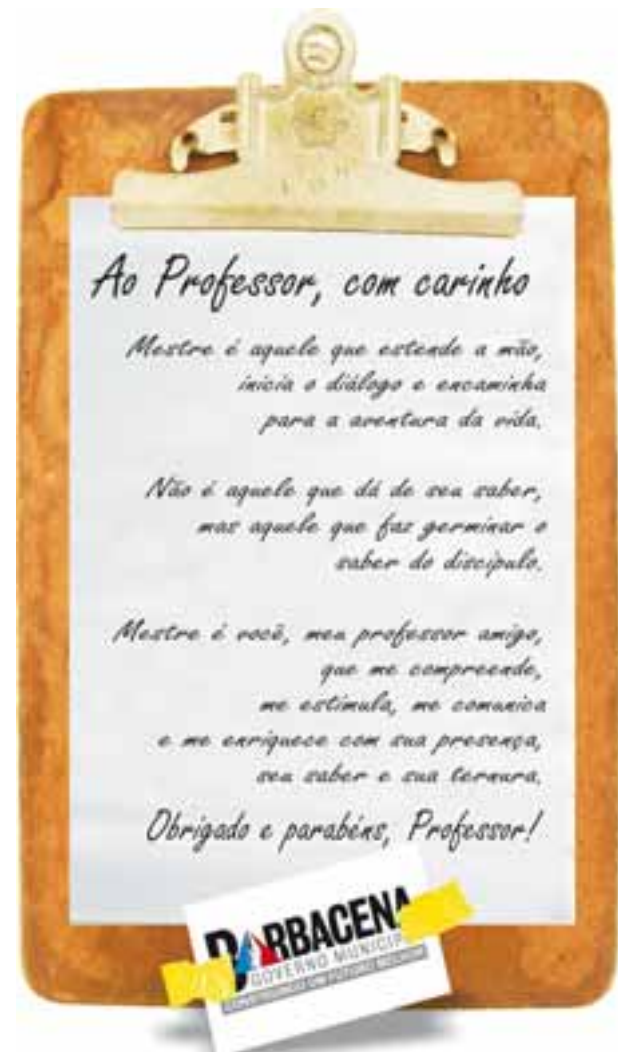 Ao Professor, com carinho
Mestre é aquele que estende a mão,
inicia o diálogo e encaminha
para a aventura da vida.
Não é aquele que dá de seu saber,
mas aquele que faz germinar o
saber do discípulo.
Mestre é você, meu professor amigo,
que me compreende,
me estimula, me comunica
e me enriquece com sua presença,
seu saber e sua ternura.
Obrigado e parabéns, Professor!
BARBACENA
GOVERNO MUNICIPAL